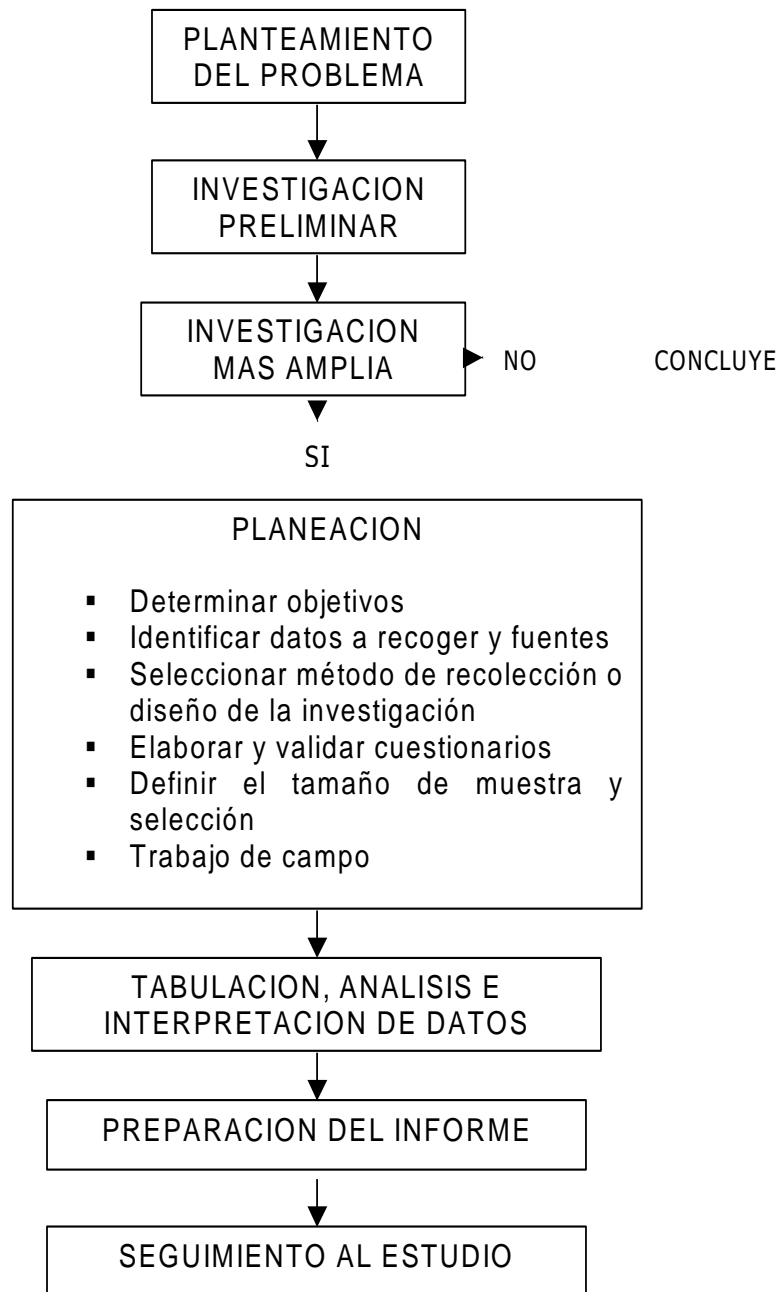 PLANTEAMIENTO
DEL PROBLEMA
INVESTIGACION
PRELIMINAR
INVESTIGACION
MAS AMPLIA
NO CONCLUYE
SI
PLANEACION
▪ Determinar objetivos
▪ Identificar datos a recoger y fuentes
▪ Seleccionar método de recolección o
diseño de la investigación
▪ Elaborar y validar cuestionarios
▪ Definir el tamaño de muestra y
selección
▪ Trabajo de campo
TABULACION, ANALISIS E
INTERPRETACION DE DATOS
PREPARACION DEL INFORME
SEGUIMIENTO AL ESTUDIO